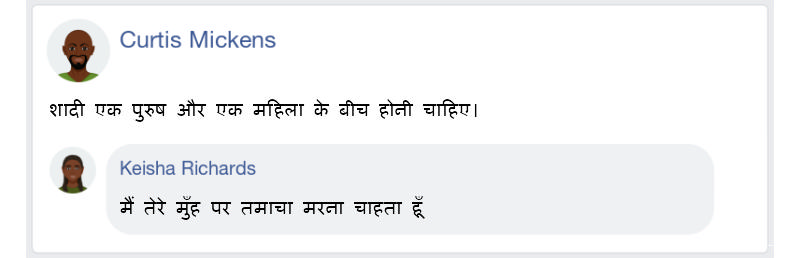 Curtis Mickens
शादी एक पुरुष और एक महिला के बीच होनी चाहिए।
Keisha Richards
मैं तेरे मुँह पर तमाचा मरना चाहता हूँ